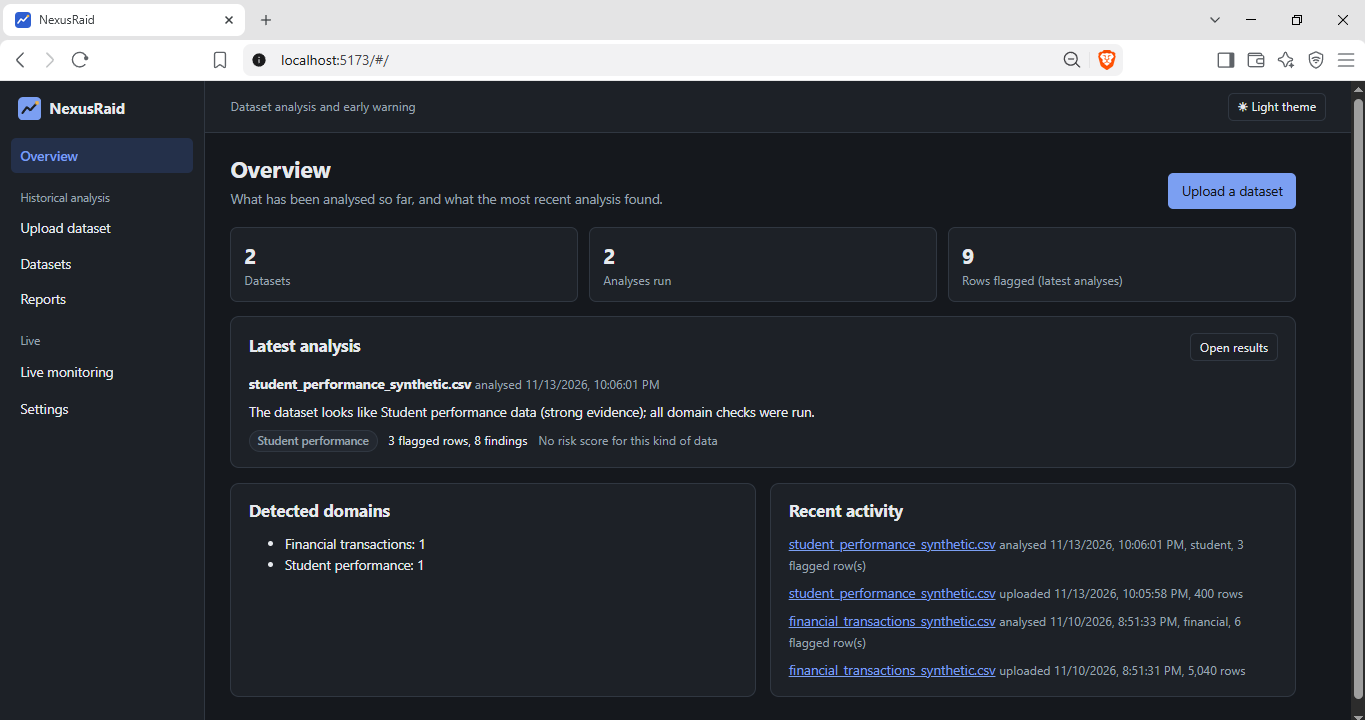 NexusRaid
localhost:5173/#/
NexusRaid
Dataset analysis and early warning
☀ Light theme
Overview
Historical analysis
Upload dataset
Datasets
Reports
Live
Live monitoring
Settings
Overview
What has been analysed so far, and what the most recent analysis found.
Upload a dataset
2
Datasets
2
Analyses run
9
Rows flagged (latest analyses)
Latest analysis
Open results
student_performance_synthetic.csv analysed 11/13/2026, 10:06:01 PM
The dataset looks like Student performance data (strong evidence); all domain checks were run.
Student performance 3 flagged rows, 8 findings No risk score for this kind of data
Detected domains
• Financial transactions: 1
• Student performance: 1
Recent activity
student_performance_synthetic.csv analysed 11/13/2026, 10:06:01 PM, student, 3
flagged row(s)
student_performance_synthetic.csv uploaded 11/13/2026, 10:05:58 PM, 400 rows
financial_transactions_synthetic.csv analysed 11/10/2026, 8:51:33 PM, financial, 6
flagged row(s)
financial_transactions_synthetic.csv uploaded 11/10/2026, 8:51:31 PM, 5,040 rows